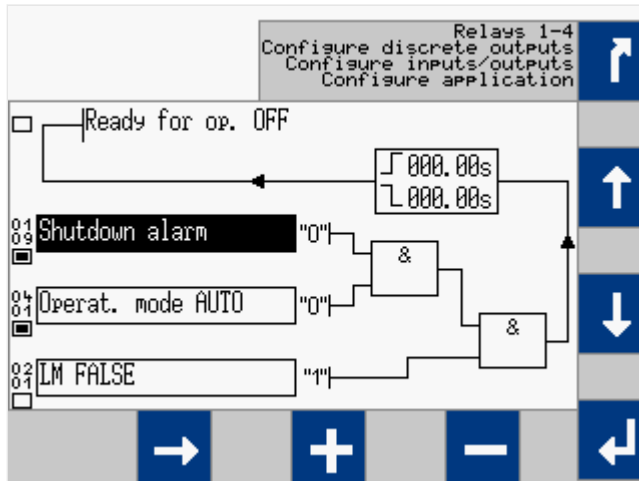 Relays 1-4
Configure discrete outputs
Configure inputs/outputs
Configure application
Ready for op. OFF
000.00s
000.00s
01
09
Shutdown alarm "0"
&
04
01
Operat. mode AUTO "0"
&
02
01
LM FALSE "1"